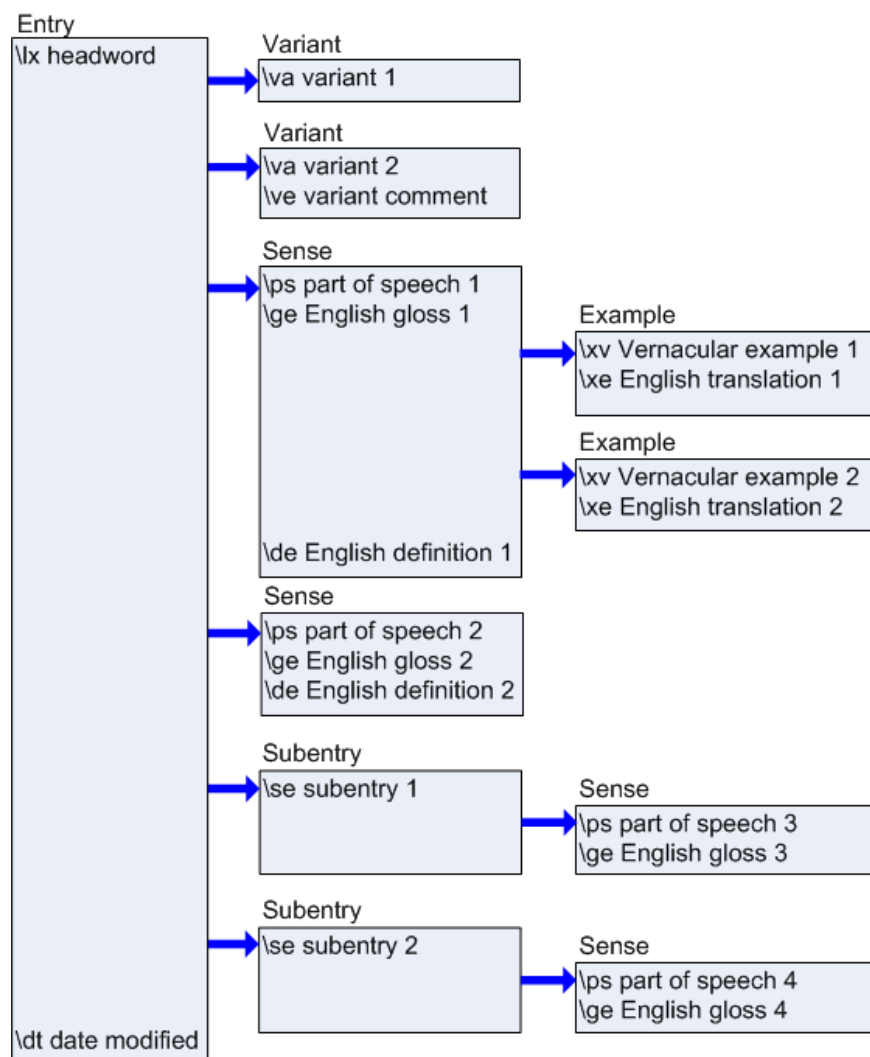 Entry
\lx headword
Variant
\va variant 1
Variant
\va variant 2
\ve variant comment
Sense
\ps part of speech 1
\ge English gloss 1
Example
\xv Vernacular example 1
\xe English translation 1
Example
\xv Vernacular example 2
\xe English translation 2
\de English definition 1
Sense
\ps part of speech 2
\ge English gloss 2
\de English definition 2
Subentry
\se subentry 1
Sense
\ps part of speech 3
\ge English gloss 3
Subentry
\se subentry 2
Sense
\ps part of speech 4
\ge English gloss 4
\dt date modified